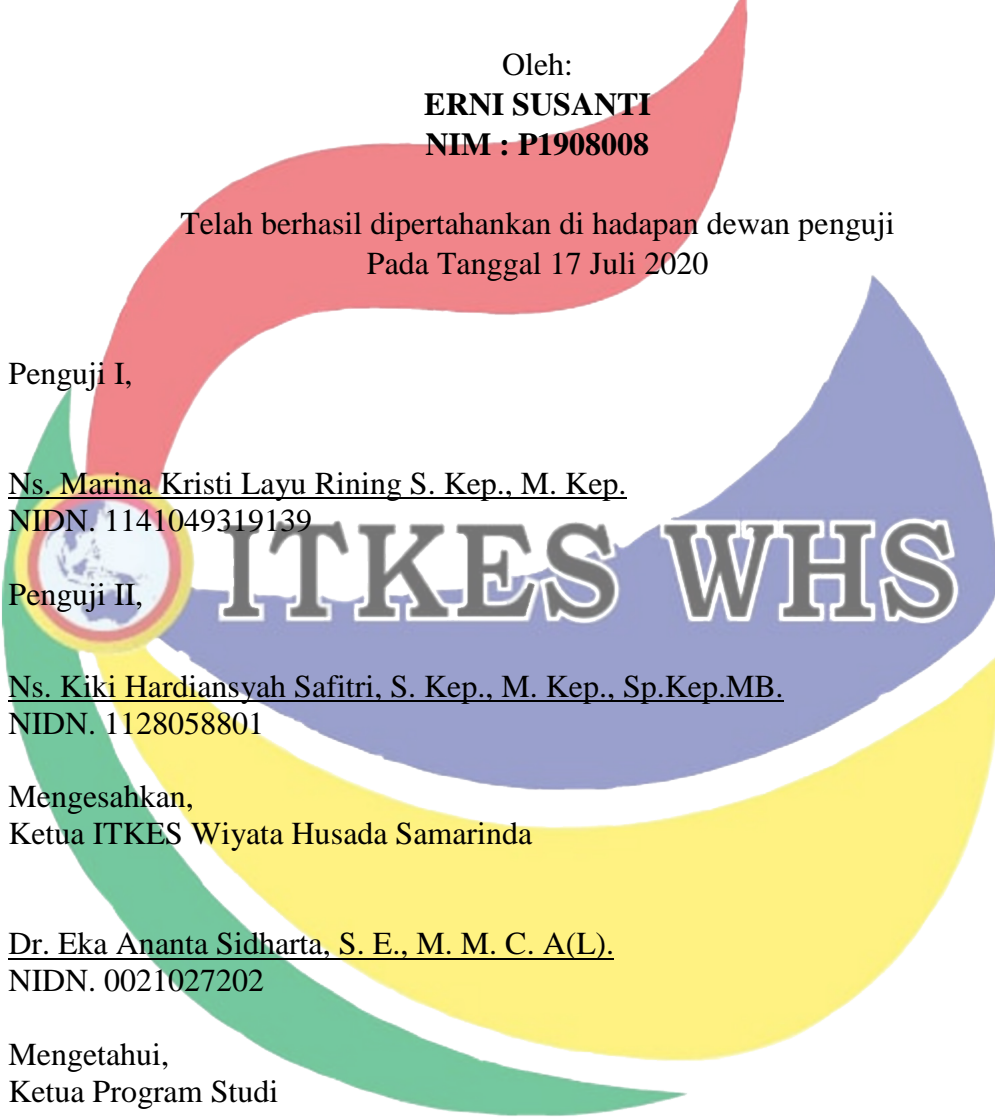 Oleh:
ERNI SUSANTI
NIM : P1908008
Telah berhasil dipertahankan di hadapan dewan penguji
Pada Tanggal 17 Juli 2020
Penguji I,
Ns. Marina Kristi Layu Rining S. Kep., M. Kep.
NIDN. 1141049319139
ITKES WHS
Penguji II,
Ns. Kiki Hardiansyah Safitri, S. Kep., M. Kep., Sp.Kep.MB.
NIDN. 1128058801
Mengesahkan,
Ketua ITKES Wiyata Husada Samarinda
Dr. Eka Ananta Sidharta, S. E., M. M. C. A(L).
NIDN. 0021027202
Mengetahui,
Ketua Program Studi